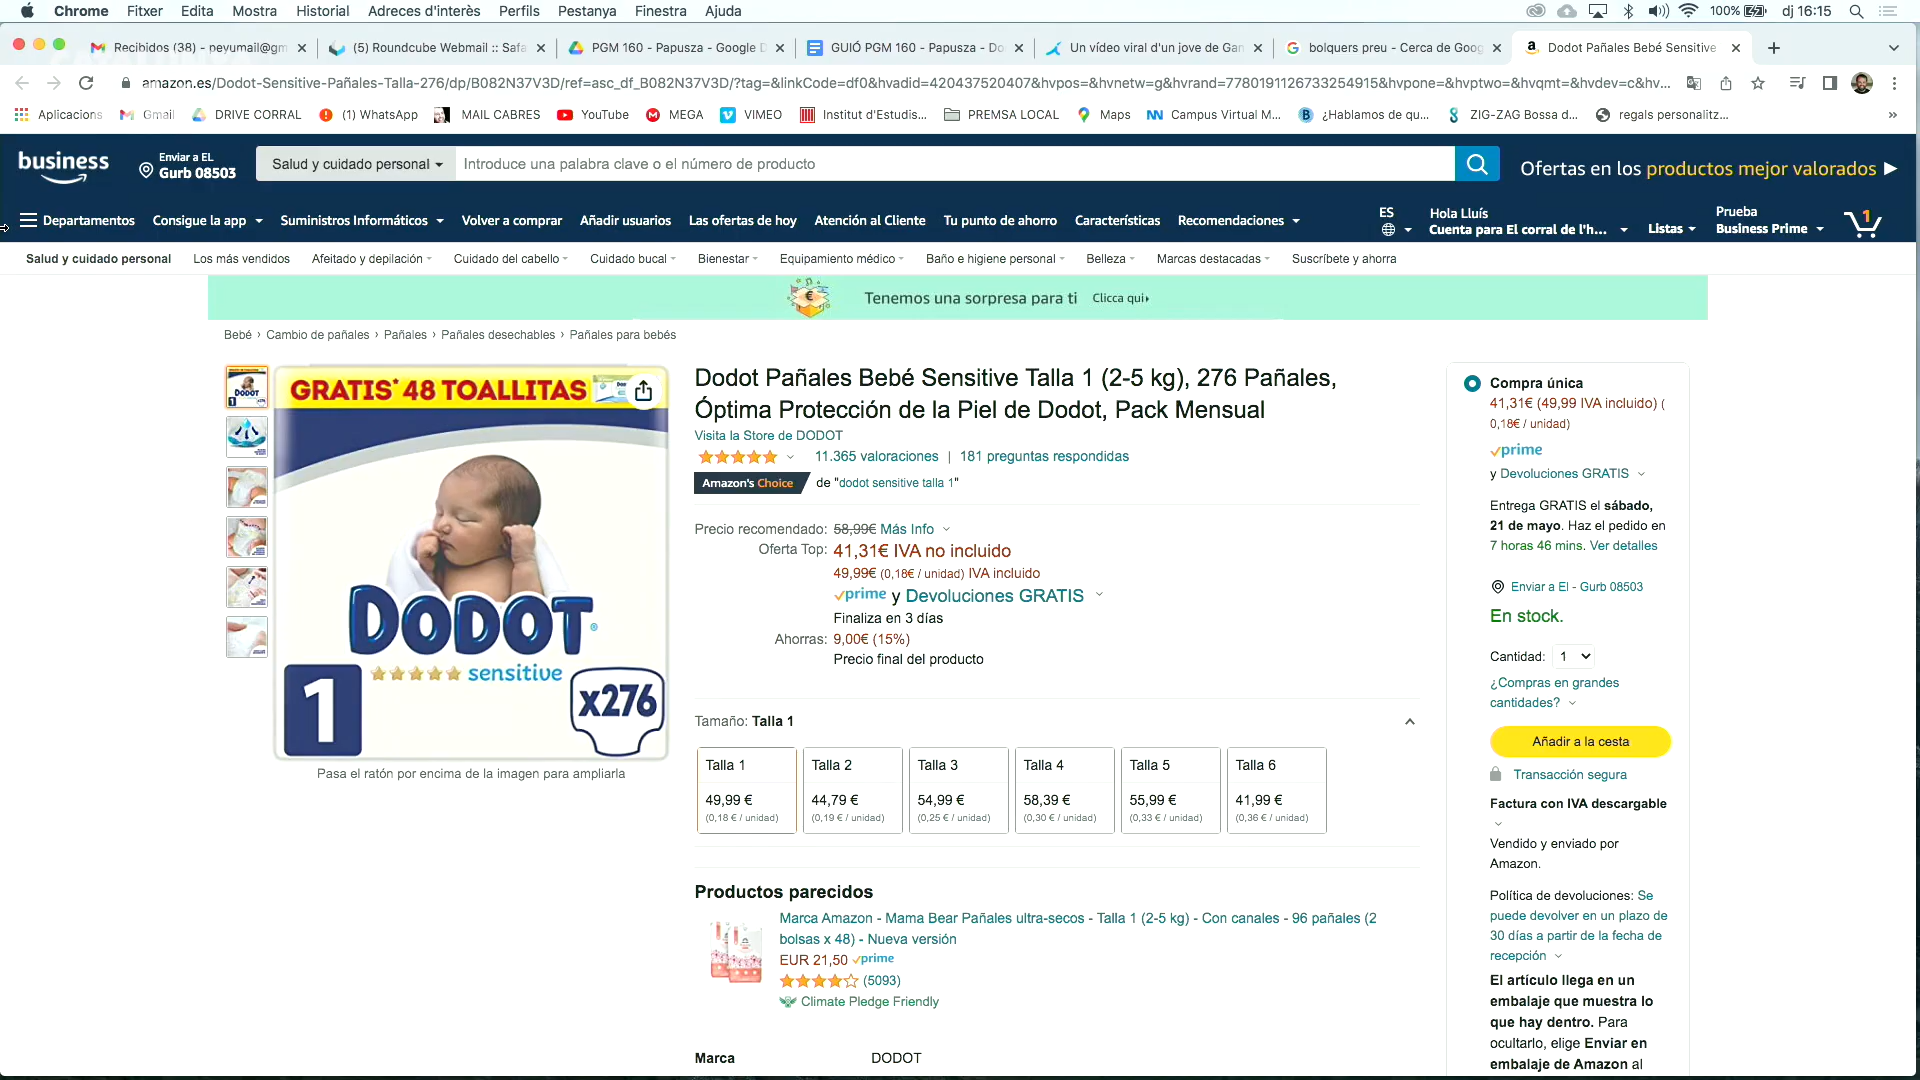 Chrome Fitxer Edita Mostra Historial Adreces d'interès Perfils Pestanya Finestra Ajuda 100% dj 16:15
Recibidos (38) - peyumail@gm (5) Roundcube Webmail :: Safa PGM 160 - Papusza - Google D GUIÓ PGM 160 - Papusza - Do Un vídeo viral d'un jove de Gan bolquers preu - Cerca de Goog Dodot Pañales Bebé Sensitive
amazon.es/Dodot-Sensitive-Pañales-Talla-276/dp/B082N37V3D/ref=asc_df_B082N37V3D/?tag=&linkCode=df0&hvadid=420437520407&hvpos=&hvnetw=g&hvrand=7780191126733254915&hvpone=&hvptwo=&hvqmt=&hvdev=c&hv...
Aplicacions Gmail DRIVE CORRAL (1) WhatsApp MAIL CABRES YouTube MEGA VIMEO Institut d'Estudis... PREMSA LOCAL Maps Campus Virtual M... ¿Hablamos de qu... ZIG-ZAG Bossa d... regals personalitz... »
business
Enviar a EL
Gurb 08503
Salud y cuidado personal Introduce una palabra clave o el número de producto
Ofertas en los productos mejor valorados
Departamentos Consigue la app Suministros Informáticos Volver a comprar Añadir usuarios Las ofertas de hoy Atención al Cliente Tu punto de ahorro Características Recomendaciones
ES
Hola Lluís
Cuenta para El corral de l'h...
Listas
Prueba
Business Prime
1
Salud y cuidado personal Los más vendidos Afeitado y depilación Cuidado del cabello Cuidado bucal Bienestar Equipamiento médico Baño e higiene personal Belleza Marcas destacadas Suscríbete y ahorra
Tenemos una sorpresa para ti Clicca qui
Bebé › Cambio de pañales › Pañales › Pañales desechables › Pañales para bebés
GRATIS* 48 TOALLITAS
DODOT
sensitive
1
x276
Pasa el ratón por encima de la imagen para ampliarla
Dodot Pañales Bebé Sensitive Talla 1 (2-5 kg), 276 Pañales,
Óptima Protección de la Piel de Dodot, Pack Mensual
Visita la Store de DODOT
11.365 valoraciones | 181 preguntas respondidas
Amazon's Choice de "dodot sensitive talla 1"
Precio recomendado: 58,99€ Más Info
Oferta Top: 41,31€ IVA no incluido
49,99€ (0,18€ / unidad) IVA incluido
prime y Devoluciones GRATIS
Finaliza en 3 días
Ahorras: 9,00€ (15%)
Precio final del producto
Tamaño: Talla 1
Talla 1 Talla 2 Talla 3 Talla 4 Talla 5 Talla 6
49,99 € 44,79 € 54,99 € 58,39 € 55,99 € 41,99 €
(0,18 € / unidad) (0,19 € / unidad) (0,25 € / unidad) (0,30 € / unidad) (0,33 € / unidad) (0,36 € / unidad)
Productos parecidos
Marca Amazon - Mama Bear Pañales ultra-secos - Talla 1 (2-5 kg) - Con canales - 96 pañales (2
bolsas x 48) - Nueva versión
EUR 21,50 prime
(5093)
Climate Pledge Friendly
Marca DODOT
Compra única
41,31€ (49,99 IVA incluido) (
0,18€ / unidad)
prime
y Devoluciones GRATIS
Entrega GRATIS el sábado,
21 de mayo. Haz el pedido en
7 horas 46 mins. Ver detalles
Enviar a El - Gurb 08503
En stock.
Cantidad: 1
¿Compras en grandes
cantidades?
Añadir a la cesta
Transacción segura
Factura con IVA descargable
Vendido y enviado por
Amazon.
Política de devoluciones: Se
puede devolver en un plazo de
30 días a partir de la fecha de
recepción
El artículo llega en un
embalaje que muestra lo
que hay dentro. Para
ocultarlo, elige Enviar en
embalaje de Amazon al